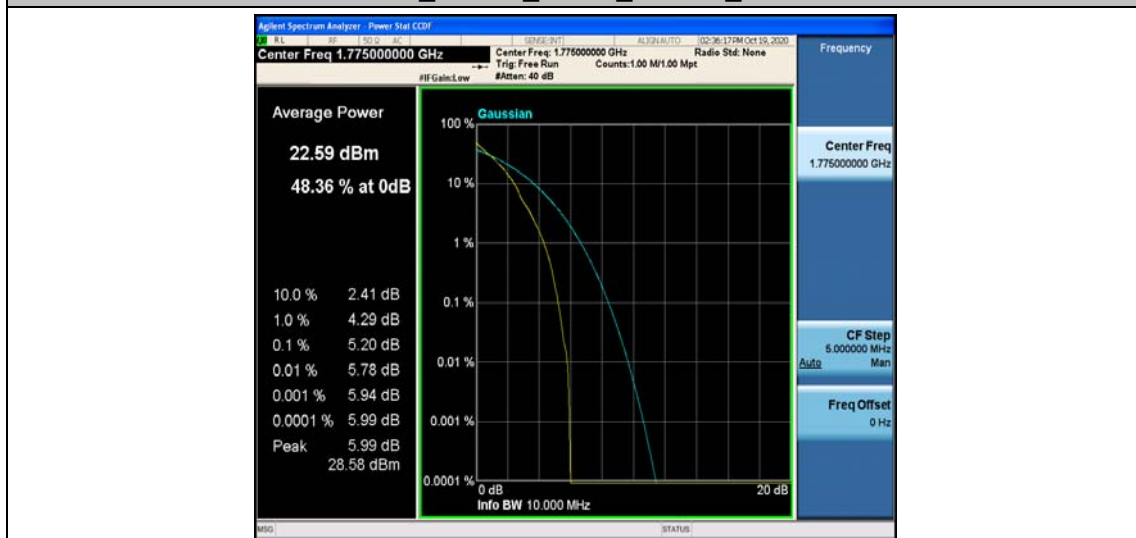 Agilent Spectrum Analyzer - Power Stat CCDF
RL RF 50 Ω AC SENSE:INT ALIGN AUTO 02:36:17 PM Oct 19, 2020
Center Freq 1.775000000 GHz
Center Freq: 1.775000000 GHz Radio Std: None
Trig: Free Run Counts:1.00 M/1.00 Mpt
#IFGain:Low #Atten: 40 dB
Frequency
Average Power
22.59 dBm
48.36 % at 0dB
10.0 % 2.41 dB
1.0 % 4.29 dB
0.1 % 5.20 dB
0.01 % 5.78 dB
0.001 % 5.94 dB
0.0001 % 5.99 dB
Peak 5.99 dB
28.58 dBm
Gaussian
100 %
10 %
1 %
0.1 %
0.01 %
0.001 %
0.0001 %
0 dB 20 dB
Info BW 10.000 MHz
Center Freq
1.775000000 GHz
CF Step
5.000000 MHz
Auto Man
Freq Offset
0 Hz
MSG STATUS